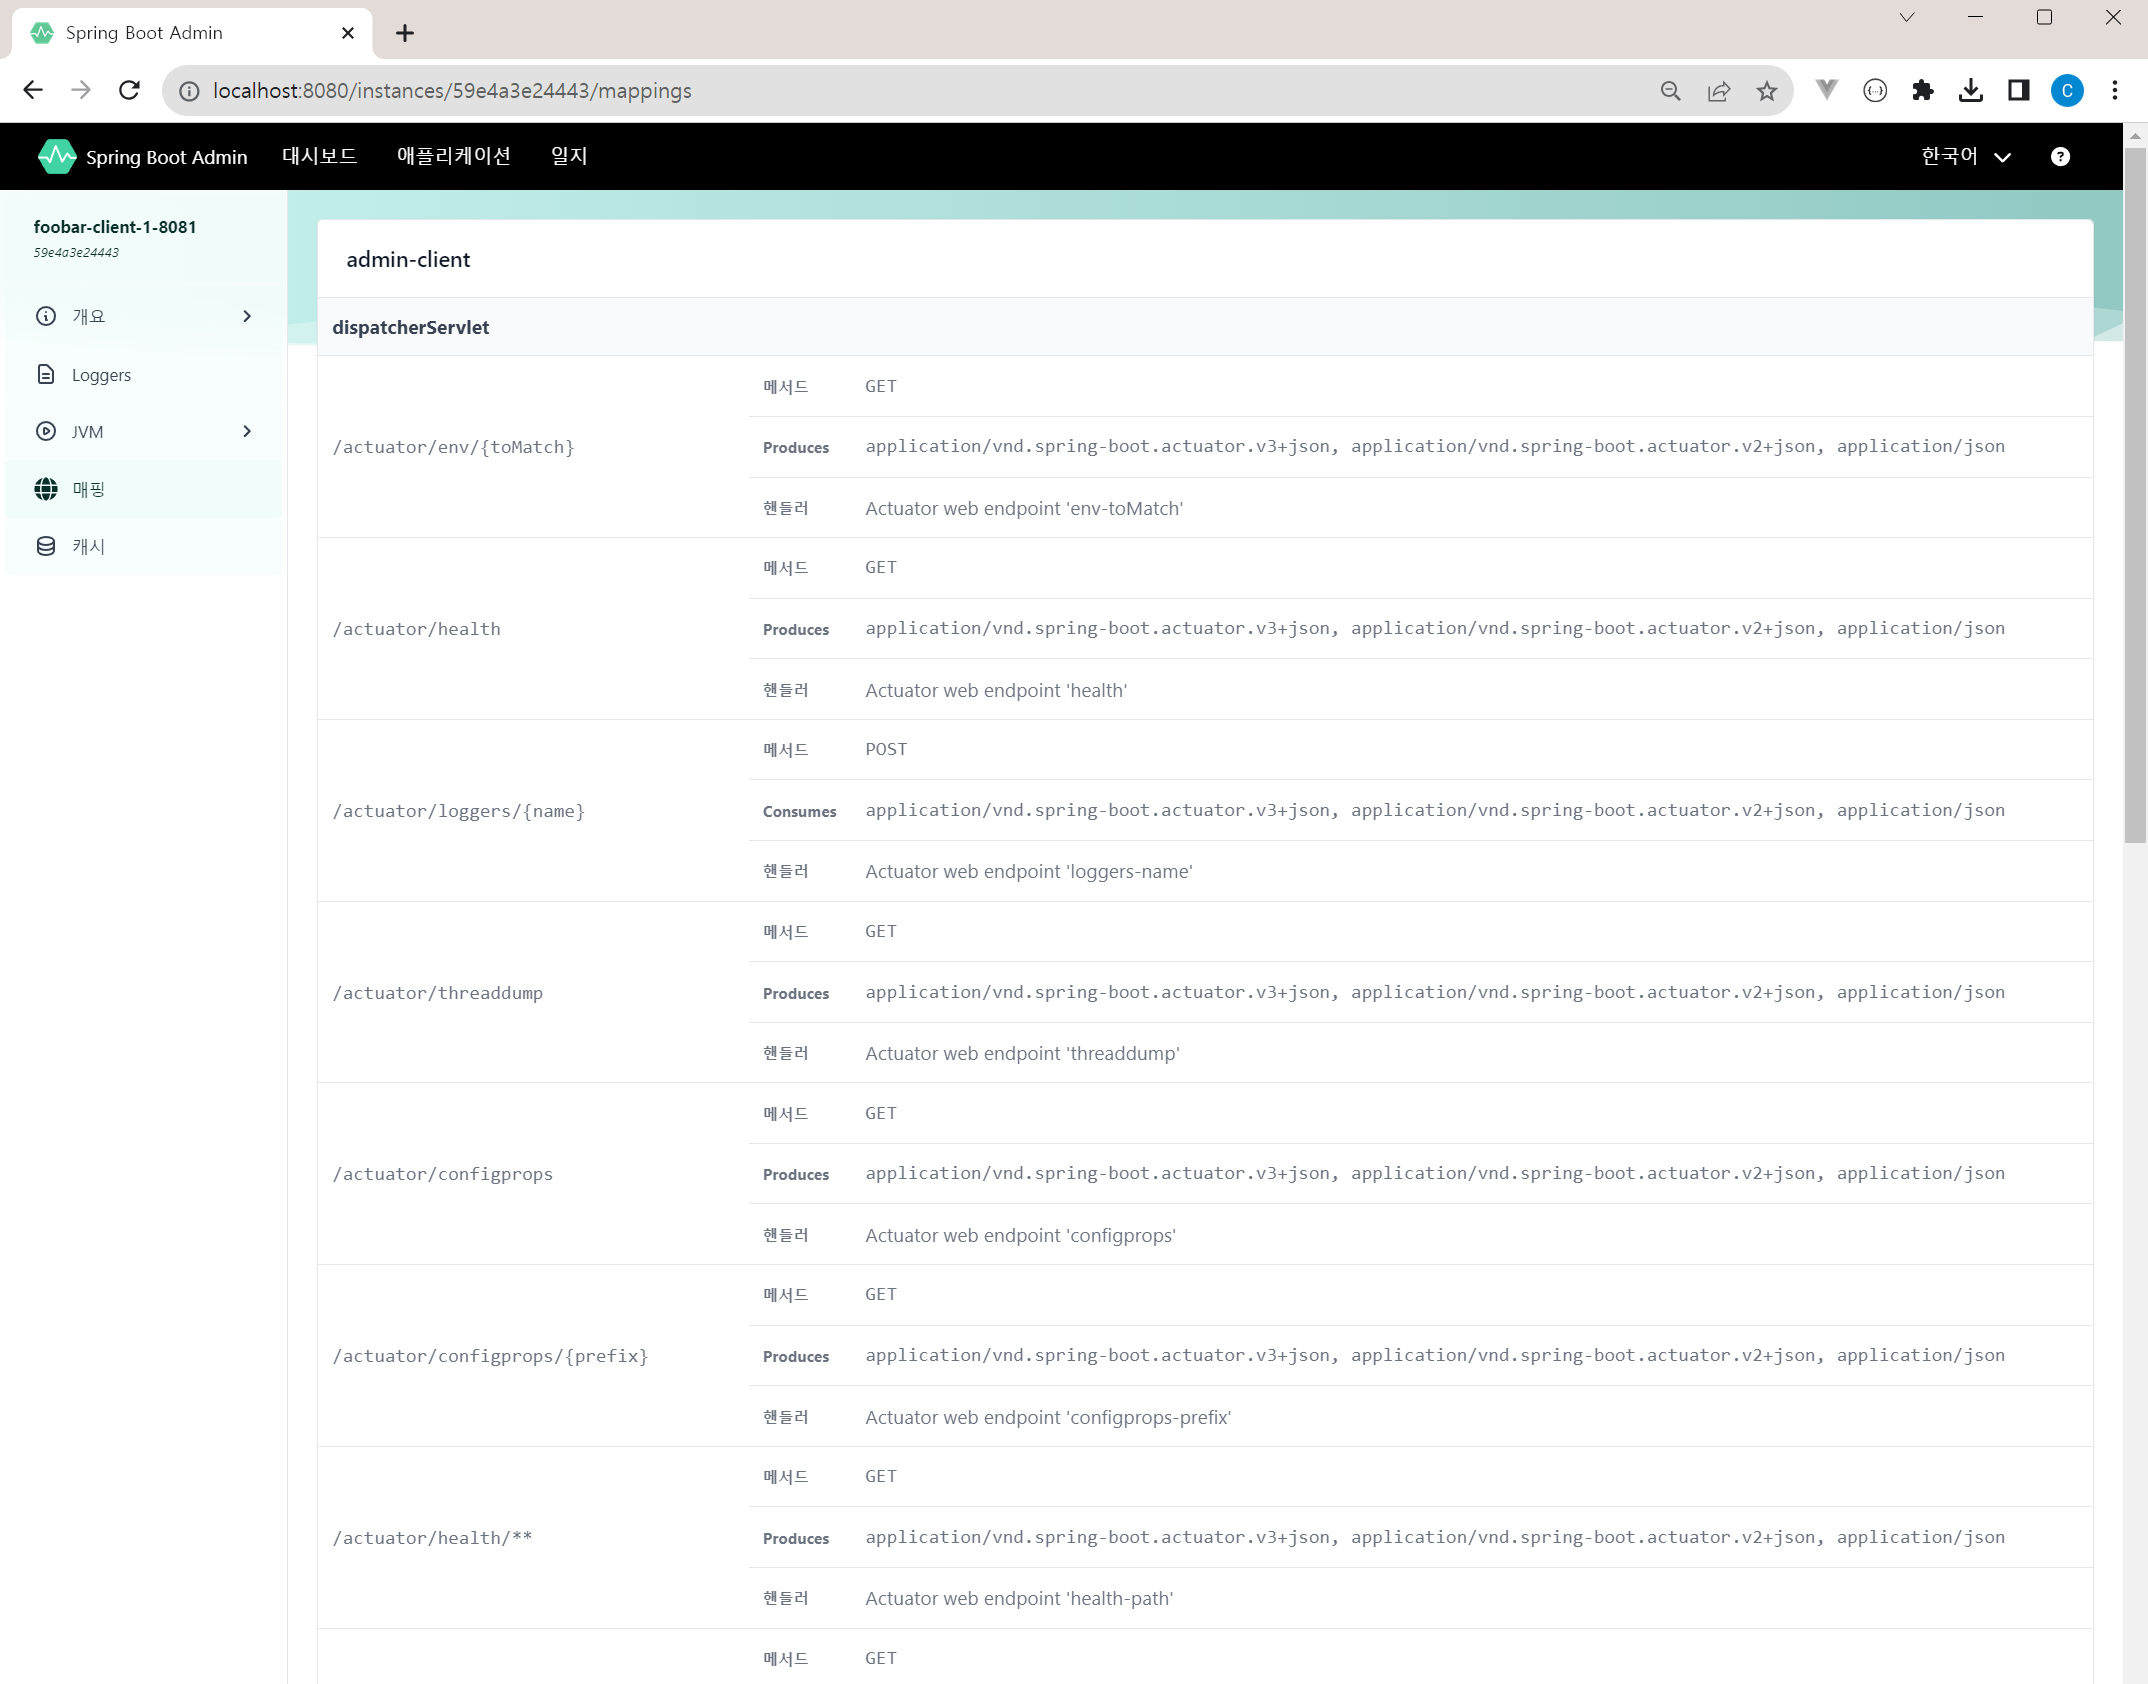 Spring Boot Admin
localhost:8080/instances/59e4a3e24443/mappings
C
Spring Boot Admin 대시보드 애플리케이션 일지 한국어
foobar-client-1-8081
59e4a3e24443
개요
Loggers
JVM
매핑
캐시
admin-client
dispatcherServlet
/actuator/env/{toMatch}
메서드 GET
Produces application/vnd.spring-boot.actuator.v3+json, application/vnd.spring-boot.actuator.v2+json, application/json
핸들러 Actuator web endpoint 'env-toMatch'
/actuator/health
메서드 GET
Produces application/vnd.spring-boot.actuator.v3+json, application/vnd.spring-boot.actuator.v2+json, application/json
핸들러 Actuator web endpoint 'health'
/actuator/loggers/{name}
메서드 POST
Consumes application/vnd.spring-boot.actuator.v3+json, application/vnd.spring-boot.actuator.v2+json, application/json
핸들러 Actuator web endpoint 'loggers-name'
/actuator/threaddump
메서드 GET
Produces application/vnd.spring-boot.actuator.v3+json, application/vnd.spring-boot.actuator.v2+json, application/json
핸들러 Actuator web endpoint 'threaddump'
/actuator/configprops
메서드 GET
Produces application/vnd.spring-boot.actuator.v3+json, application/vnd.spring-boot.actuator.v2+json, application/json
핸들러 Actuator web endpoint 'configprops'
/actuator/configprops/{prefix}
메서드 GET
Produces application/vnd.spring-boot.actuator.v3+json, application/vnd.spring-boot.actuator.v2+json, application/json
핸들러 Actuator web endpoint 'configprops-prefix'
/actuator/health/**
메서드 GET
Produces application/vnd.spring-boot.actuator.v3+json, application/vnd.spring-boot.actuator.v2+json, application/json
핸들러 Actuator web endpoint 'health-path'
메서드 GET